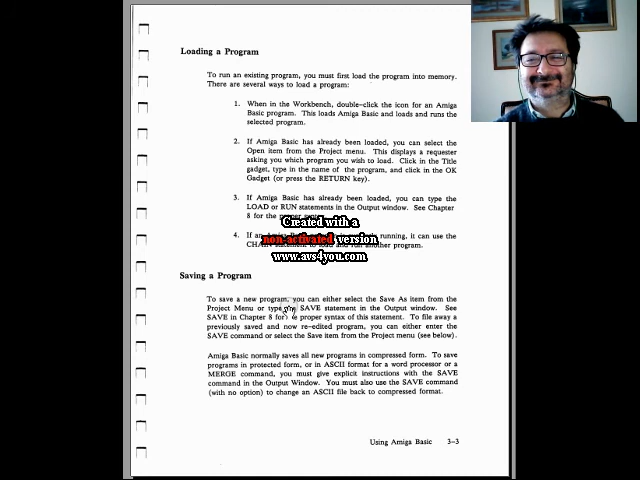 Loading a Program
To run an existing program, you must first load the program into memory.
There are several ways to load a program:
1. When in the Workbench, double-click the icon for an Amiga
Basic program. This loads Amiga Basic and loads and runs the
selected program.
2. If Amiga Basic has already been loaded, you can select the
Open item from the Project menu. This displays a requester
asking you which program you wish to load. Click in the Title
gadget, type in the name of the program, and click in the OK
Gadget (or press the RETURN key).
3. If Amiga Basic has already been loaded, you can type the
LOAD or RUN statements in the Output window. See Chapter
8 for the proper
Created with a
4. If an running, it can use the
non-activated version
to load and run another program.
www.avs4you.com
Saving a Program
To save a new program, you can either select the Save As item from the
Project Menu or type SAVE statement in the Output window. See
SAVE in Chapter 8 for proper syntax of this statement. To file away a
previously saved and now re-edited program, you can either enter the
SAVE command or select the Save item from the Project menu (see below).
Amiga Basic normally saves all new programs in compressed form. To save
programs in protected form, or in ASCII format for a word processor or a
MERGE command, you must give explicit instructions with the SAVE
command in the Output Window. You must also use the SAVE command
(with no option) to change an ASCII file back to compressed format.
Using Amiga Basic 3-3